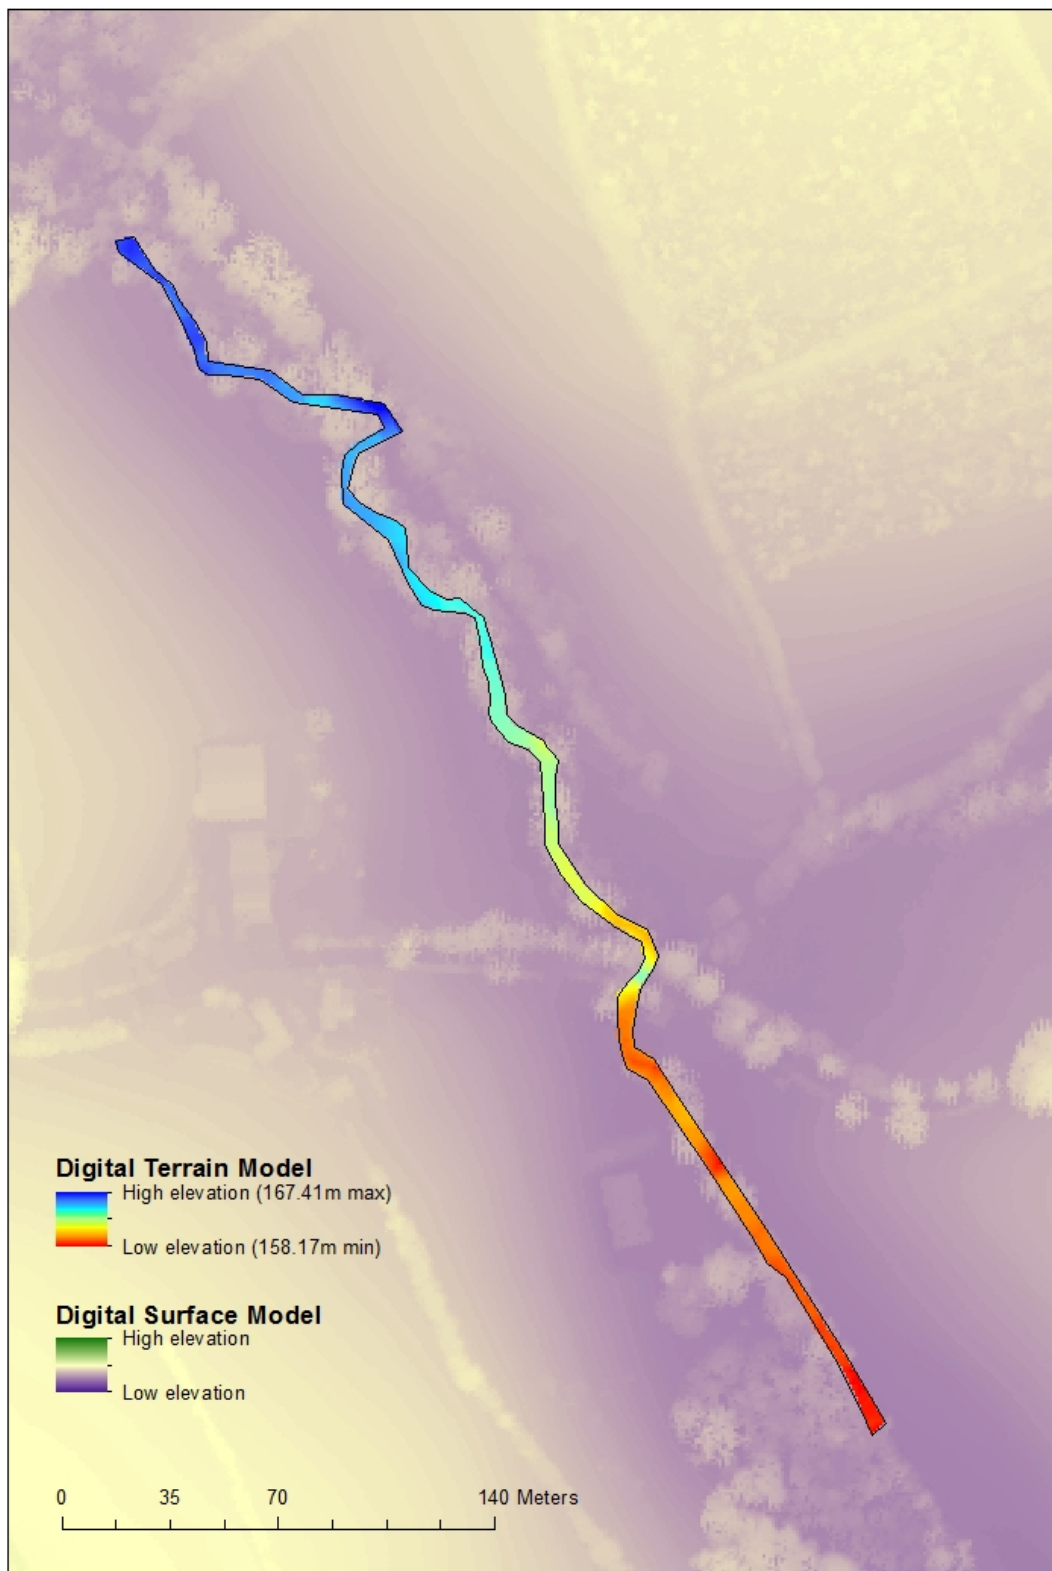 Digital Terrain Model
High elevation (167.41m max)
Low elevation (158.17m min)
Digital Surface Model
High elevation
Low elevation
0 35 70 140 Meters